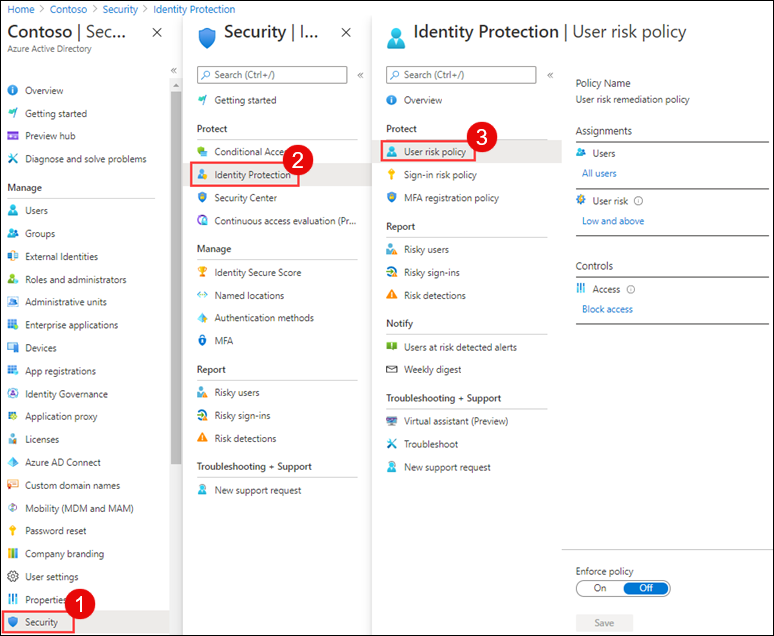 Home > Contoso > Security > Identity Protection
Contoso | Sec...
Azure Active Directory
Overview
Getting started
Preview hub
Diagnose and solve problems
Manage
Users
Groups
External Identities
Roles and administrators
Administrative units
Enterprise applications
Devices
App registrations
Identity Governance
Application proxy
Licenses
Azure AD Connect
Custom domain names
Mobility (MDM and MAM)
Password reset
Company branding
User settings
Properties
1
Security
Security | I...
Search (Ctrl+/)
Getting started
Protect
Conditional Acce
2
Identity Protection
Security Center
Continuous access evaluation (Pr...
Manage
Identity Secure Score
Named locations
Authentication methods
MFA
Report
Risky users
Risky sign-ins
Risk detections
Troubleshooting + Support
New support request
Identity Protection | User risk policy
Search (Ctrl+/)
Overview
Protect
3
User risk policy
Sign-in risk policy
MFA registration policy
Report
Risky users
Risky sign-ins
Risk detections
Notify
Users at risk detected alerts
Weekly digest
Troubleshooting + Support
Virtual assistant (Preview)
Troubleshoot
New support request
Policy Name
User risk remediation policy
Assignments
Users
All users
User risk
Low and above
Controls
Access
Block access
Enforce policy
On Off
Save